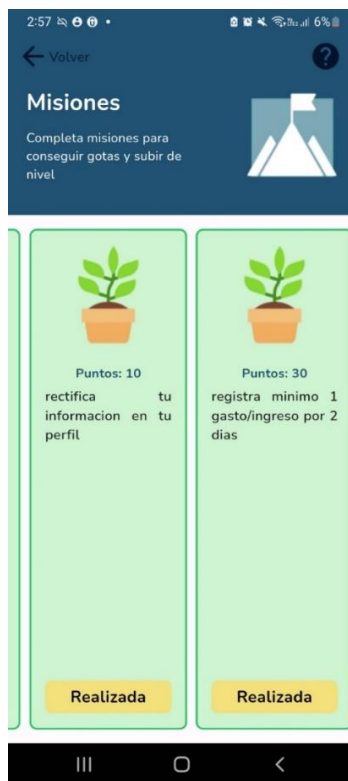 2:57
6%
Volver
?
Misiones
Completa misiones para
conseguir gotas y subir de
nivel
Puntos: 10
rectifica tu
informacion en tu
perfil
Realizada
Puntos: 30
registra minimo 1
gasto/ingreso por 2
dias
Realizada